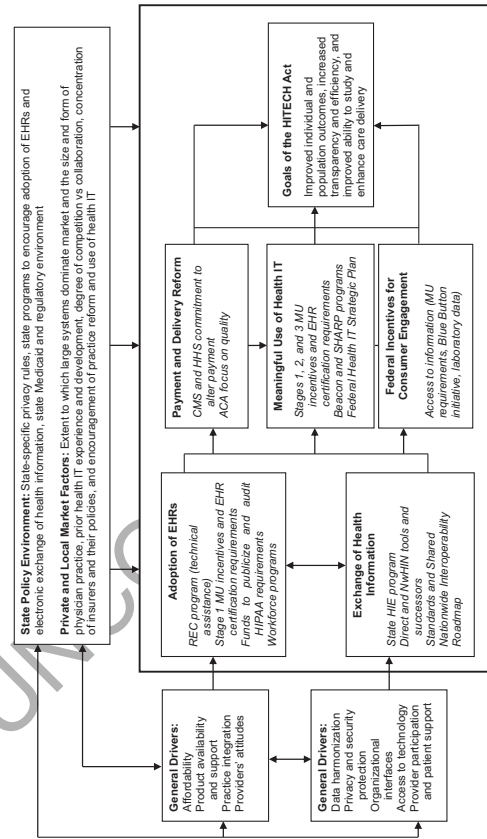 State Policy Environment: State-specific privacy rules, state programs to encourage adoption of EHRs and
electronic exchange of health information, state Medicaid and regulatory environment
Private and Local Market Factors: Extent to which large systems dominate market and the size and form of
physician practice, prior health IT experience and development, degree of competition vs collaboration, concentration
of insurers and their policies, and encouragement of practice reform and use of health IT
General Drivers:
Affordability
Product availability
and support
Practice integration
Providers' attitudes
General Drivers:
Data harmonization
Privacy and security
protection
Organizational
interfaces
Access to technology
Provider participation
and patient support
Adoption of EHRs
REC program (technical
assistance)
Stage 1 MU incentives and EHR
certification requirements
Funds to publicize and audit
HIPAA requirements
Workforce programs
Exchange of Health
Information
State HIE program
Direct and NwHIN tools and
successors
Standards and Shared
Nationwide Interoperability
Roadmap
Payment and Delivery Reform
CMS and HHS commitment to
alter payment
ACA focus on quality
Meaningful Use of Health IT
Stages 1, 2, and 3 MU
incentives and EHR
certification requirements
Beacon and SHARP programs
Federal Health IT Strategic Plan
Federal Incentives for
Consumer Engagement
Access to information (MU
requirements, Blue Button
initiative, laboratory data)
Goals of the HITECH Act
Improved individual and
population outcomes, increased
transparency and efficiency, and
improved ability to study and
enhance care delivery